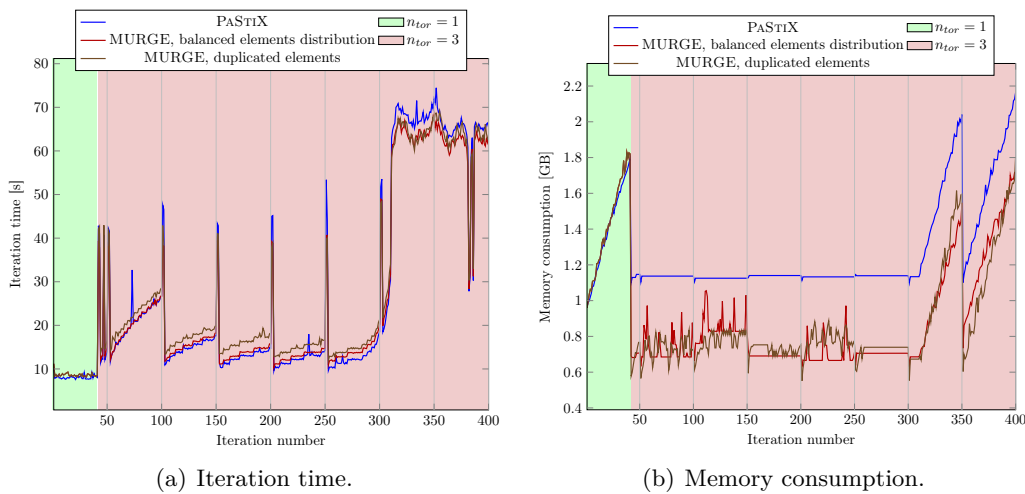 PaStiX
MURGE, balanced elements distribution
MURGE, duplicated elements
n_tor = 1
n_tor = 3
80
70
60
50
40
30
20
10
Iteration time [s]
50 100 150 200 250 300 350 400
Iteration number
(a) Iteration time.
PaStiX
MURGE, balanced elements distribution
MURGE, duplicated elements
n_tor = 1
n_tor = 3
2.2
2
1.8
1.6
1.4
1.2
1
0.8
0.6
0.4
Memory consumption [GB]
50 100 150 200 250 300 350 400
Iteration number
(b) Memory consumption.